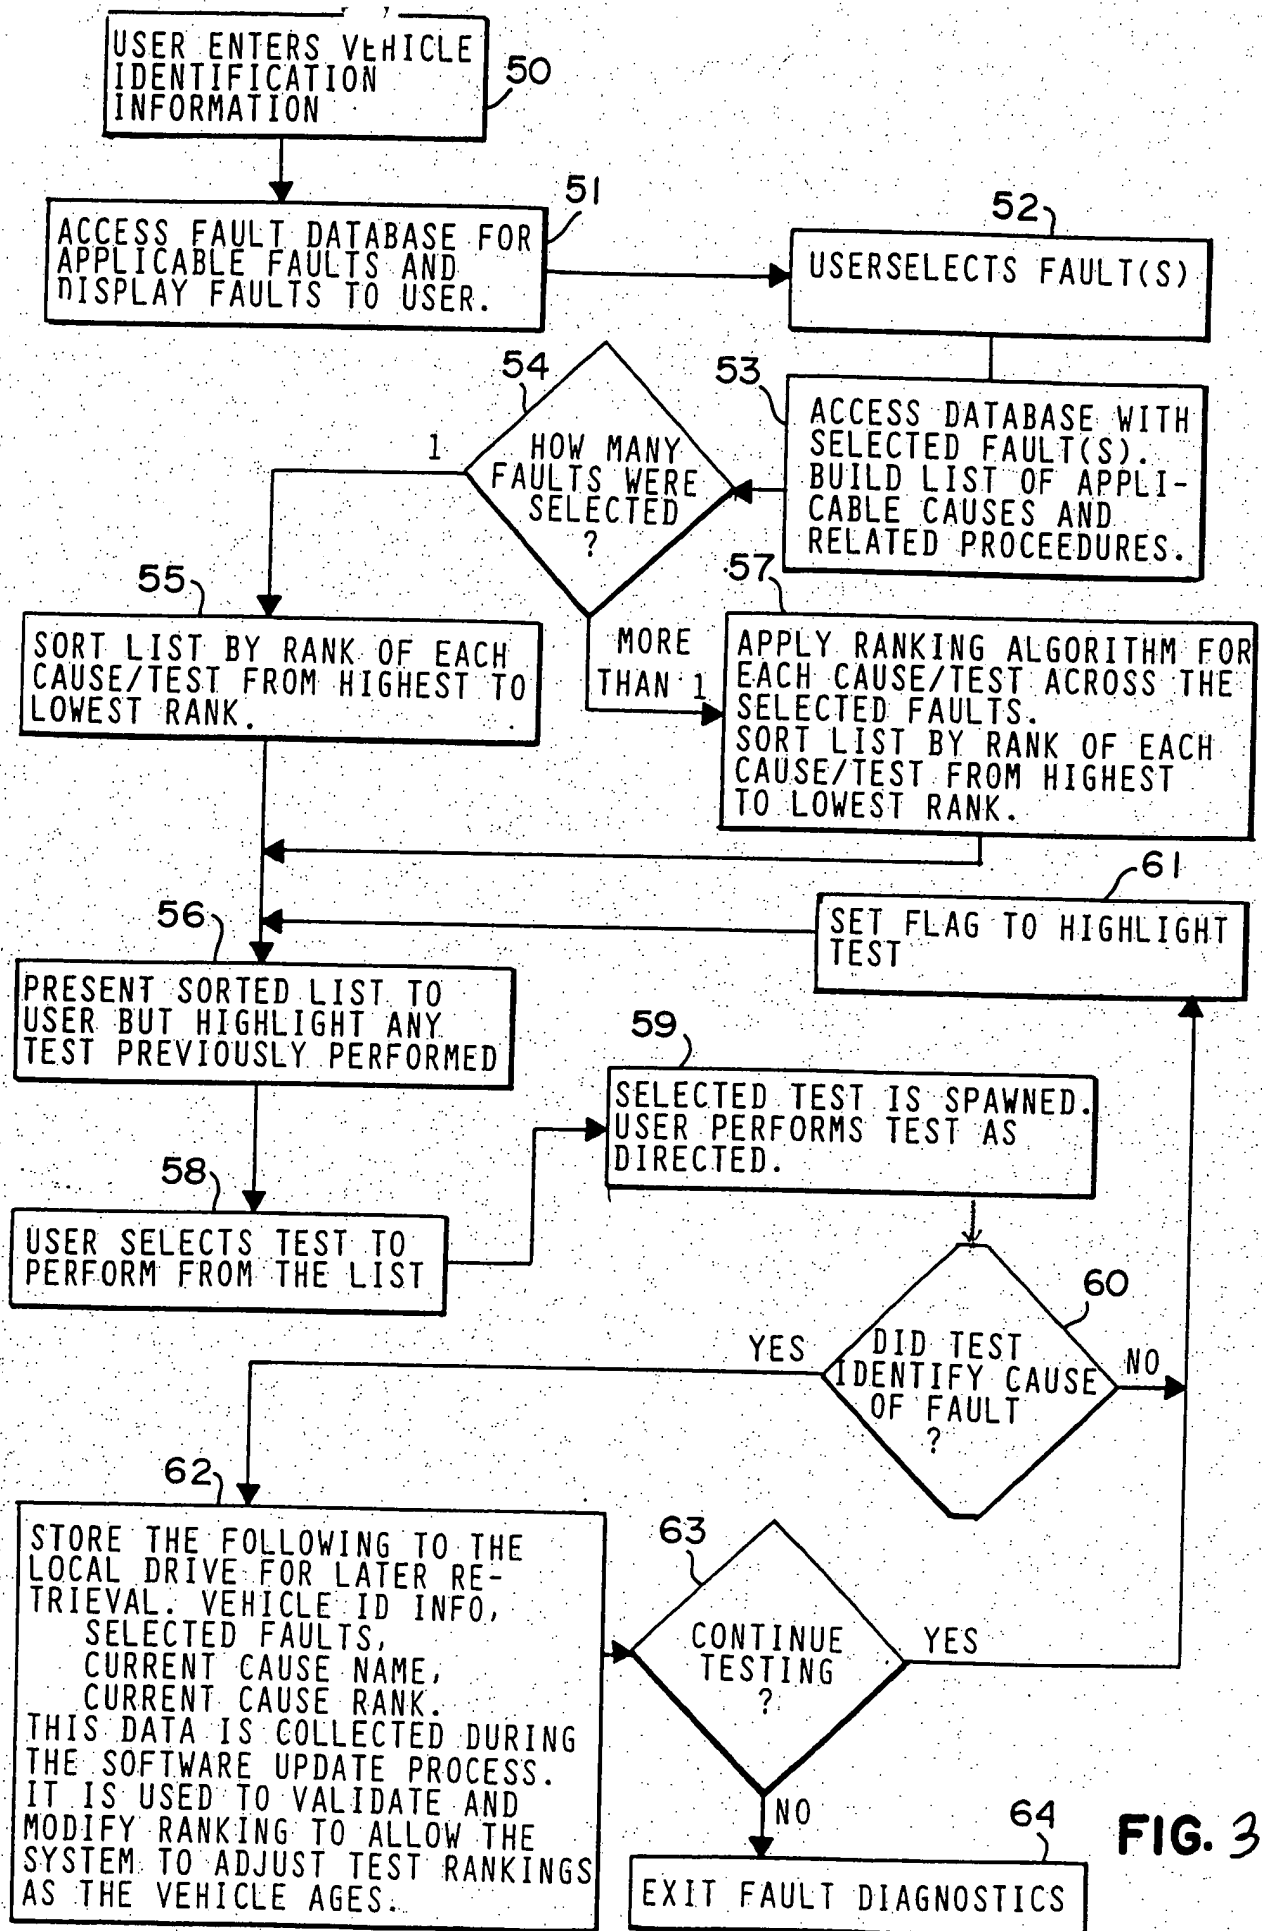 USER ENTERS VEHICLE
IDENTIFICATION
INFORMATION
50
51
ACCESS FAULT DATABASE FOR
APPLICABLE FAULTS AND
DISPLAY FAULTS TO USER.
52
USERSELECTS FAULT(S)
54
HOW MANY
FAULTS WERE
SELECTED
?
1
53
ACCESS DATABASE WITH
SELECTED FAULT(S).
BUILD LIST OF APPLI-
CABLE CAUSES AND
RELATED PROCEEDURES.
55
SORT LIST BY RANK OF EACH
CAUSE/TEST FROM HIGHEST TO
LOWEST RANK.
MORE
THAN 1
57
APPLY RANKING ALGORITHM FOR
EACH CAUSE/TEST ACROSS THE
SELECTED FAULTS.
SORT LIST BY RANK OF EACH
CAUSE/TEST FROM HIGHEST
TO LOWEST RANK.
61
SET FLAG TO HIGHLIGHT
TEST
56
PRESENT SORTED LIST TO
USER BUT HIGHLIGHT ANY
TEST PREVIOUSLY PERFORMED
59
SELECTED TEST IS SPAWNED.
USER PERFORMS TEST AS
DIRECTED.
58
USER SELECTS TEST TO
PERFORM FROM THE LIST
60
DID TEST
IDENTIFY CAUSE
OF FAULT
?
YES
NO
62
STORE THE FOLLOWING TO THE
LOCAL DRIVE FOR LATER RE-
TRIEVAL. VEHICLE ID INFO,
SELECTED FAULTS,
CURRENT CAUSE NAME,
CURRENT CAUSE RANK.
THIS DATA IS COLLECTED DURING
THE SOFTWARE UPDATE PROCESS.
IT IS USED TO VALIDATE AND
MODIFY RANKING TO ALLOW THE
SYSTEM TO ADJUST TEST RANKINGS
AS THE VEHICLE AGES.
63
CONTINUE
TESTING
?
YES
NO
64
EXIT FAULT DIAGNOSTICS
FIG. 3